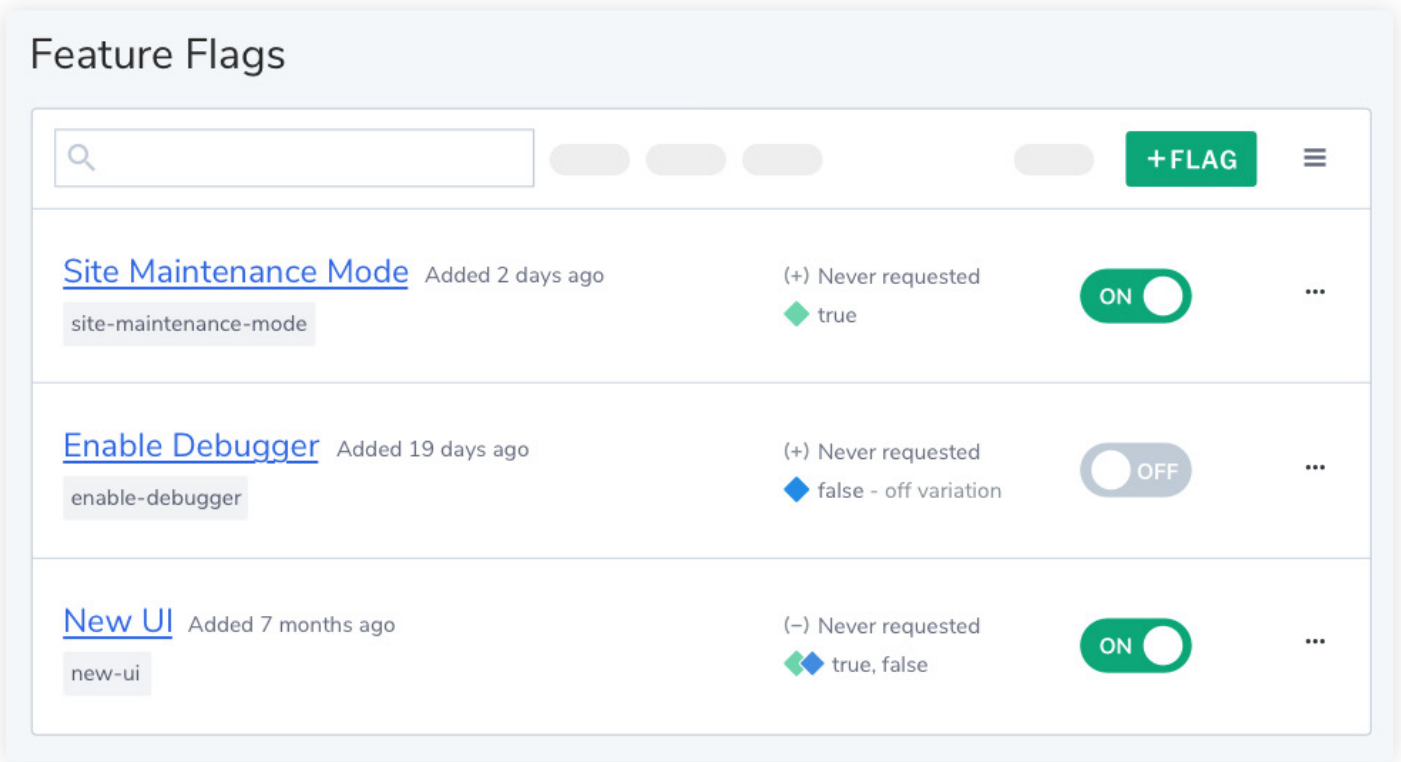 Feature Flags
+FLAG
Site Maintenance Mode Added 2 days ago
(+) Never requested
ON
site-maintenance-mode
true
Enable Debugger Added 19 days ago
(+) Never requested
OFF
enable-debugger
false - off variation
New UI Added 7 months ago
(−) Never requested
ON
new-ui
true, false